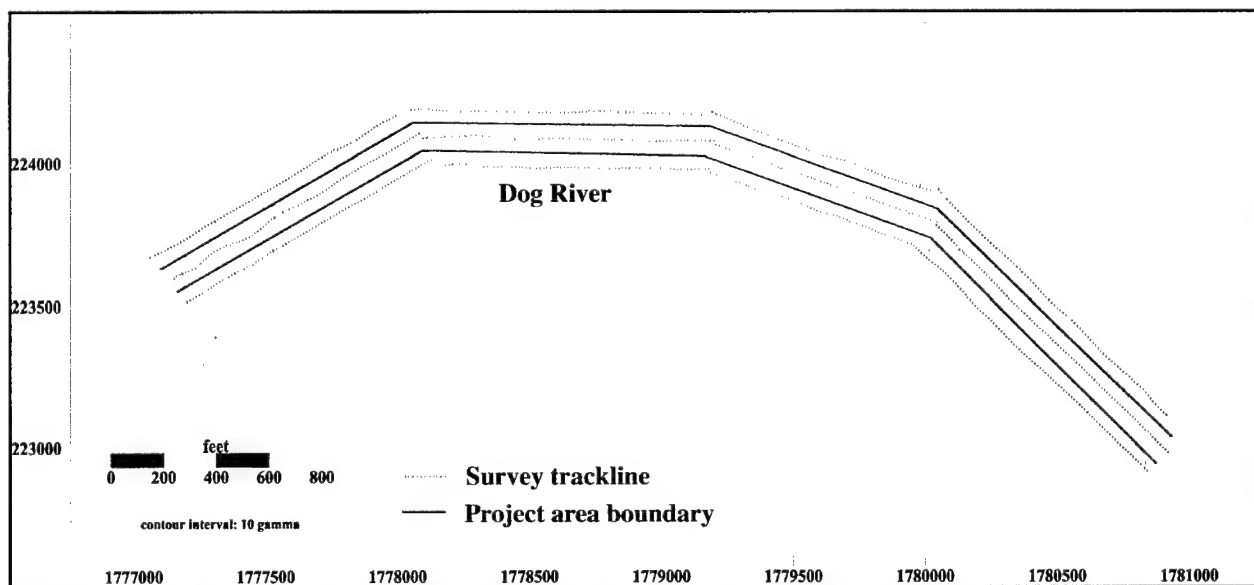 224000
Dog River
223500
223000
feet
0 200 400 600 800
Survey trackline
contour interval: 10 gamma
Project area boundary
1777000 1777500 1778000 1778500 1779000 1779500 1780000 1780500 1781000